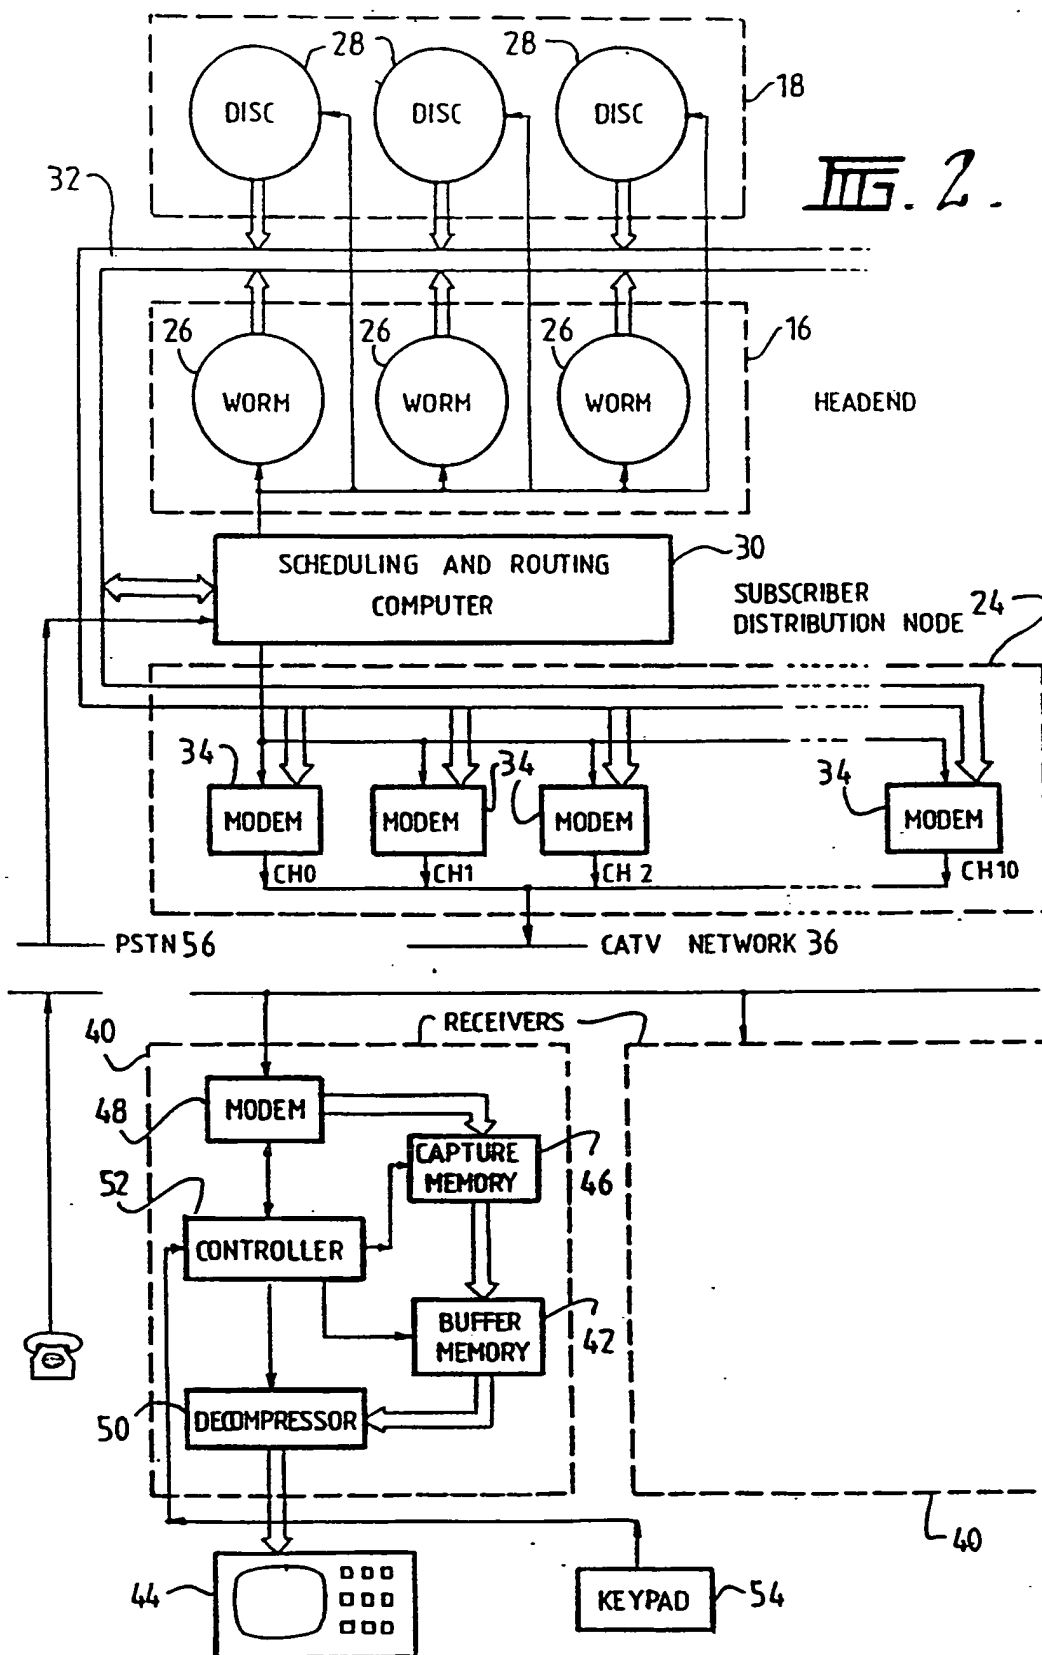 28 28
DISC DISC DISC
18
FIG. 2.
32
26 26 26
16
WORM WORM WORM
HEADEND
30
SCHEDULING AND ROUTING
COMPUTER
SUBSCRIBER
DISTRIBUTION NODE 24
34 34 34 34
MODEM MODEM MODEM MODEM
CH0 CH1 CH2 CH10
PSTN 56
CATV NETWORK 36
RECEIVERS
40
48
MODEM
CAPTURE
MEMORY
46
52
CONTROLLER
BUFFER
MEMORY
42
50
DECOMPRESSOR
40
44
KEYPAD
54